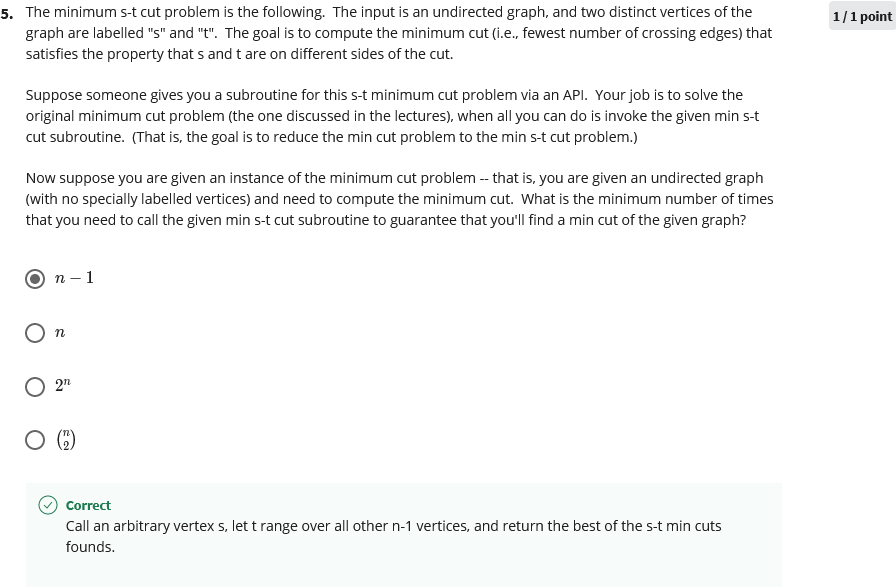 5. The minimum s-t cut problem is the following.  The input is an undirected graph, and two distinct vertices of the
1 / 1 point
graph are labelled "s" and "t".  The goal is to compute the minimum cut (i.e., fewest number of crossing edges) that
satisfies the property that s and t are on different sides of the cut.
Suppose someone gives you a subroutine for this s-t minimum cut problem via an API.  Your job is to solve the
original minimum cut problem (the one discussed in the lectures), when all you can do is invoke the given min s-t
cut subroutine.  (That is, the goal is to reduce the min cut problem to the min s-t cut problem.)
Now suppose you are given an instance of the minimum cut problem -- that is, you are given an undirected graph
(with no specially labelled vertices) and need to compute the minimum cut.  What is the minimum number of times
that you need to call the given min s-t cut subroutine to guarantee that you'll find a min cut of the given graph?
n − 1
n
2ⁿ
(n 2)
Correct
Call an arbitrary vertex s, let t range over all other n-1 vertices, and return the best of the s-t min cuts
founds.